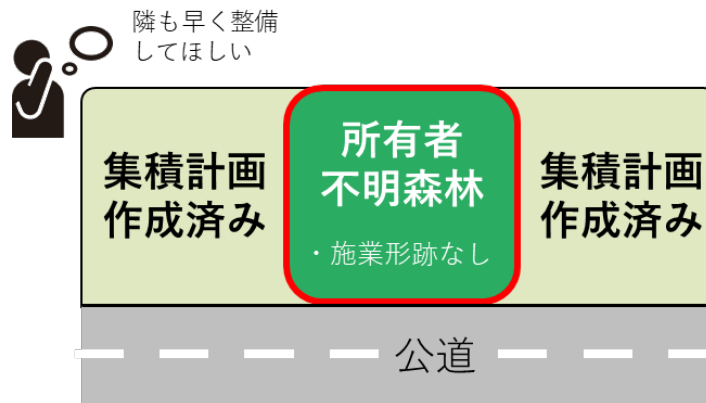 隣も早く整備
してほしい
集積計画
作成済み
所有者
不明森林
・施業形跡なし
集積計画
作成済み
公道